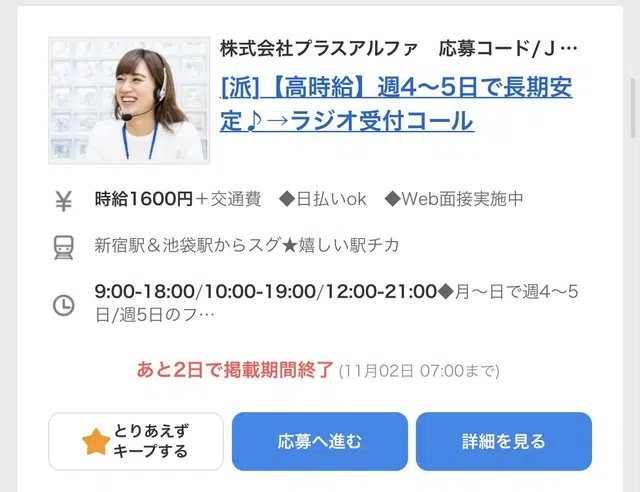 株式会社プラスアルファ　応募コード/Ｊ…
[派]【高時給】週4～5日で長期安
定♪→ラジオ受付コール
¥ 時給1600円＋交通費　◆日払いok　◆Web面接実施中
新宿駅＆池袋駅からスグ★嬉しい駅チカ
9:00-18:00/10:00-19:00/12:00-21:00◆月～日で週4～5
日/週5日のフ…
あと2日で掲載期間終了 (11月02日 07:00まで)
とりあえず
キープする
応募へ進む
詳細を見る